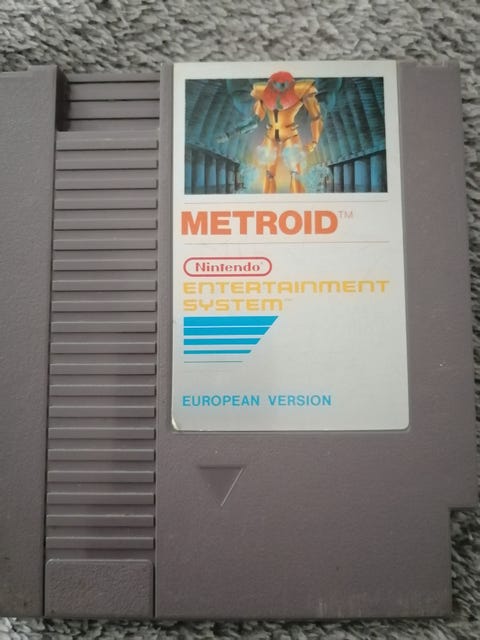 METROID™
Nintendo®
ENTERTAINMENT
SYSTEM™
EUROPEAN VERSION